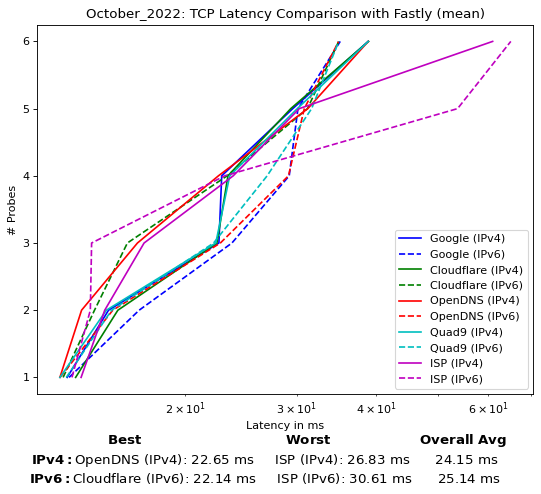 October_2022: TCP Latency Comparison with Fastly (mean)
6
5
4
3
2
1
# Probes
Google (IPv4)
Google (IPv6)
Cloudflare (IPv4)
Cloudflare (IPv6)
OpenDNS (IPv4)
OpenDNS (IPv6)
Quad9 (IPv4)
Quad9 (IPv6)
ISP (IPv4)
ISP (IPv6)
2 × 10¹ 3 × 10¹ 4 × 10¹ 6 × 10¹
Latency in ms
Best Worst Overall Avg
IPv4: OpenDNS (IPv4): 22.65 ms ISP (IPv4): 26.83 ms 24.15 ms
IPv6: Cloudflare (IPv6): 22.14 ms ISP (IPv6): 30.61 ms 25.14 ms